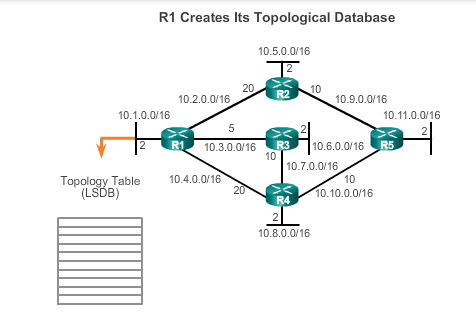 R1 Creates Its Topological Database
10.5.0.0/16
2
20
R2
10
10.2.0.0/16
10.9.0.0/16
10.1.0.0/16
10.11.0.0/16
5
2
2
2
R1
10.3.0.0/16
R3
10.6.0.0/16
R5
10
10.7.0.0/16
10.4.0.0/16
10
Topology Table
(LSDB)
20
R4
10.10.0.0/16
2
10.8.0.0/16